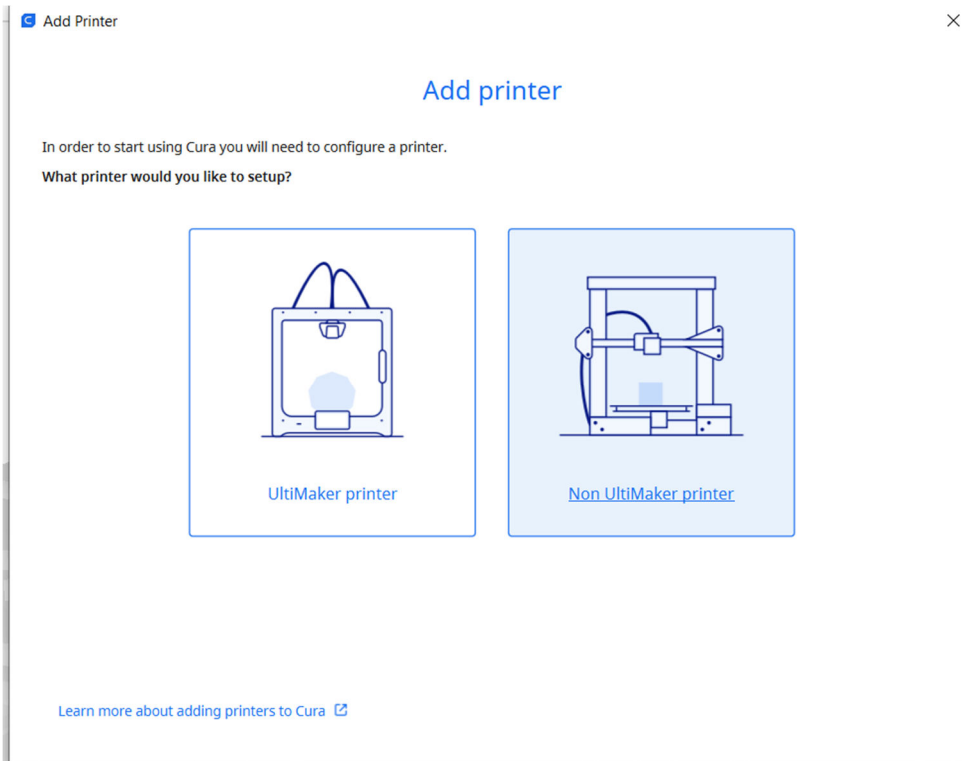 Add Printer
Add printer
In order to start using Cura you will need to configure a printer.
What printer would you like to setup?
UltiMaker printer
Non UltiMaker printer
Learn more about adding printers to Cura